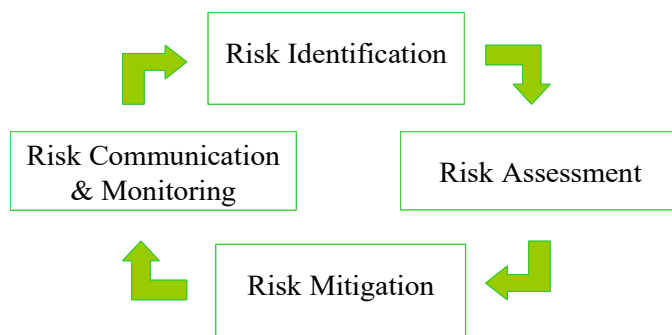 Risk Identification
Risk Communication
& Monitoring
Risk Assessment
Risk Mitigation